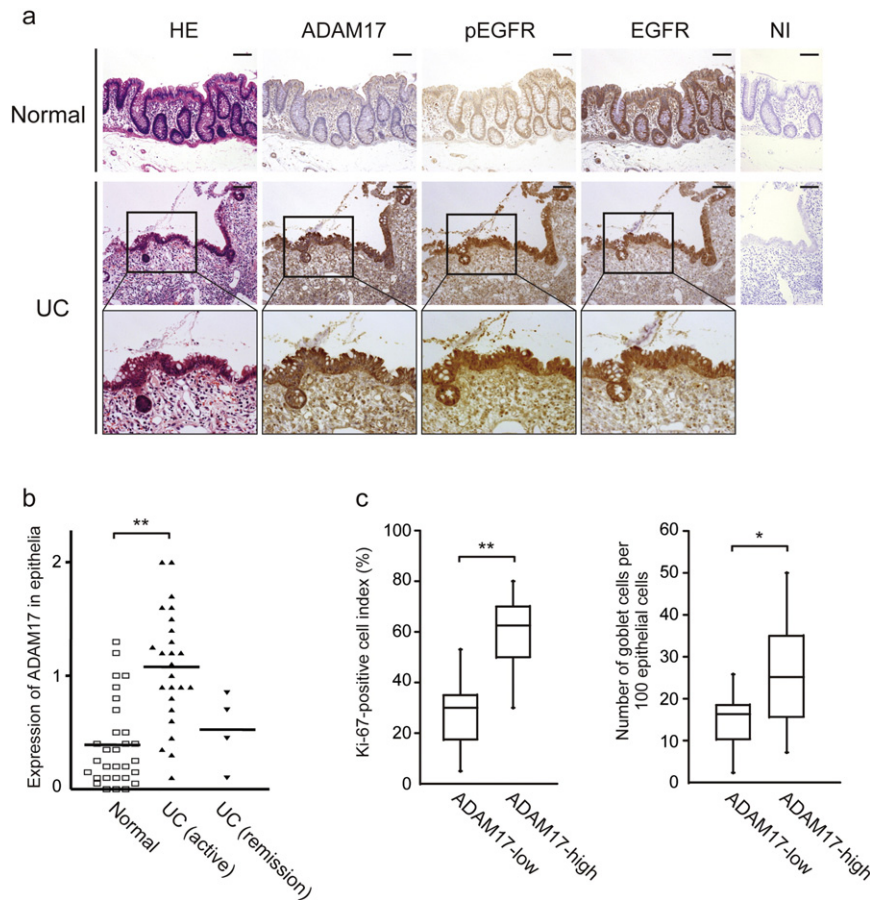 a
HE ADAM17 pEGFR EGFR NI
Normal
UC
b
**
Expression of ADAM17 in epithelia
2
1
0
Normal
UC (active)
UC (remission)
c
**
Ki-67-positive cell index (%)
100
80
60
40
20
0
ADAM17-low
ADAM17-high
*
Number of goblet cells per
100 epithelial cells
60
50
40
30
20
10
0
ADAM17-low
ADAM17-high